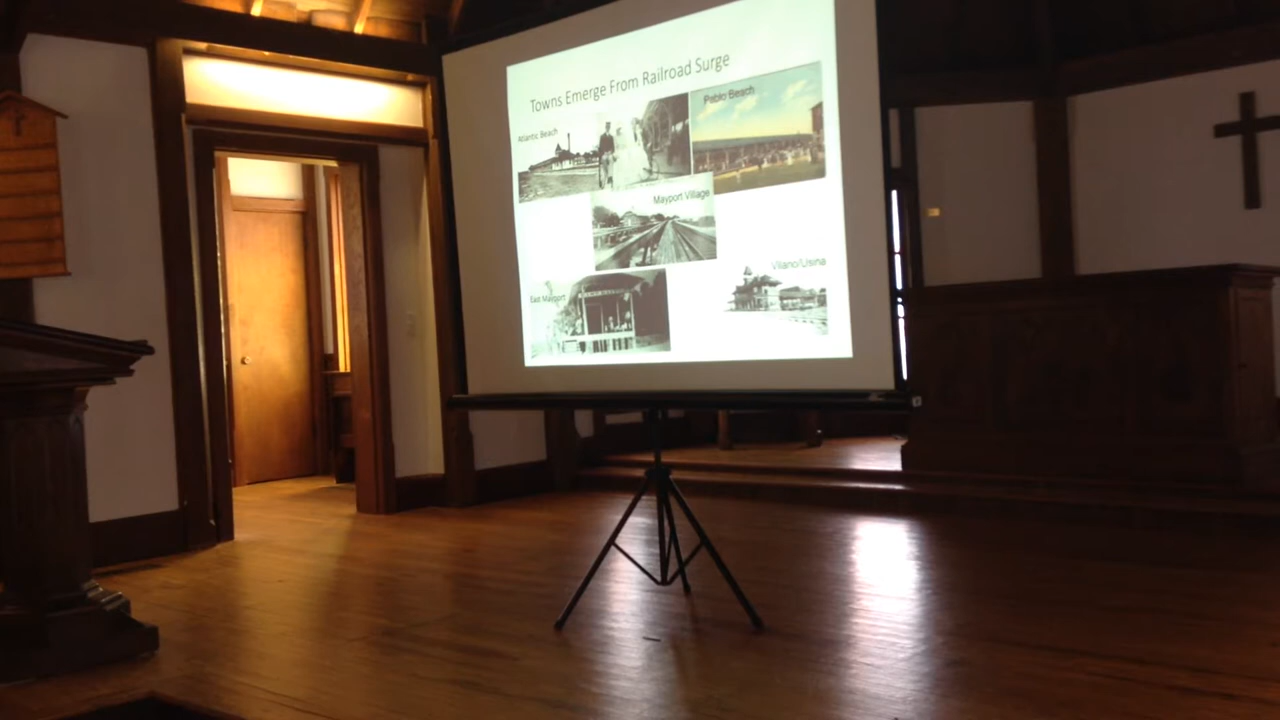 Towns Emerge From Railroad Surge
Atlantic Beach
Pablo Beach
Mayport Village
East Mayport
Vilano/Usina